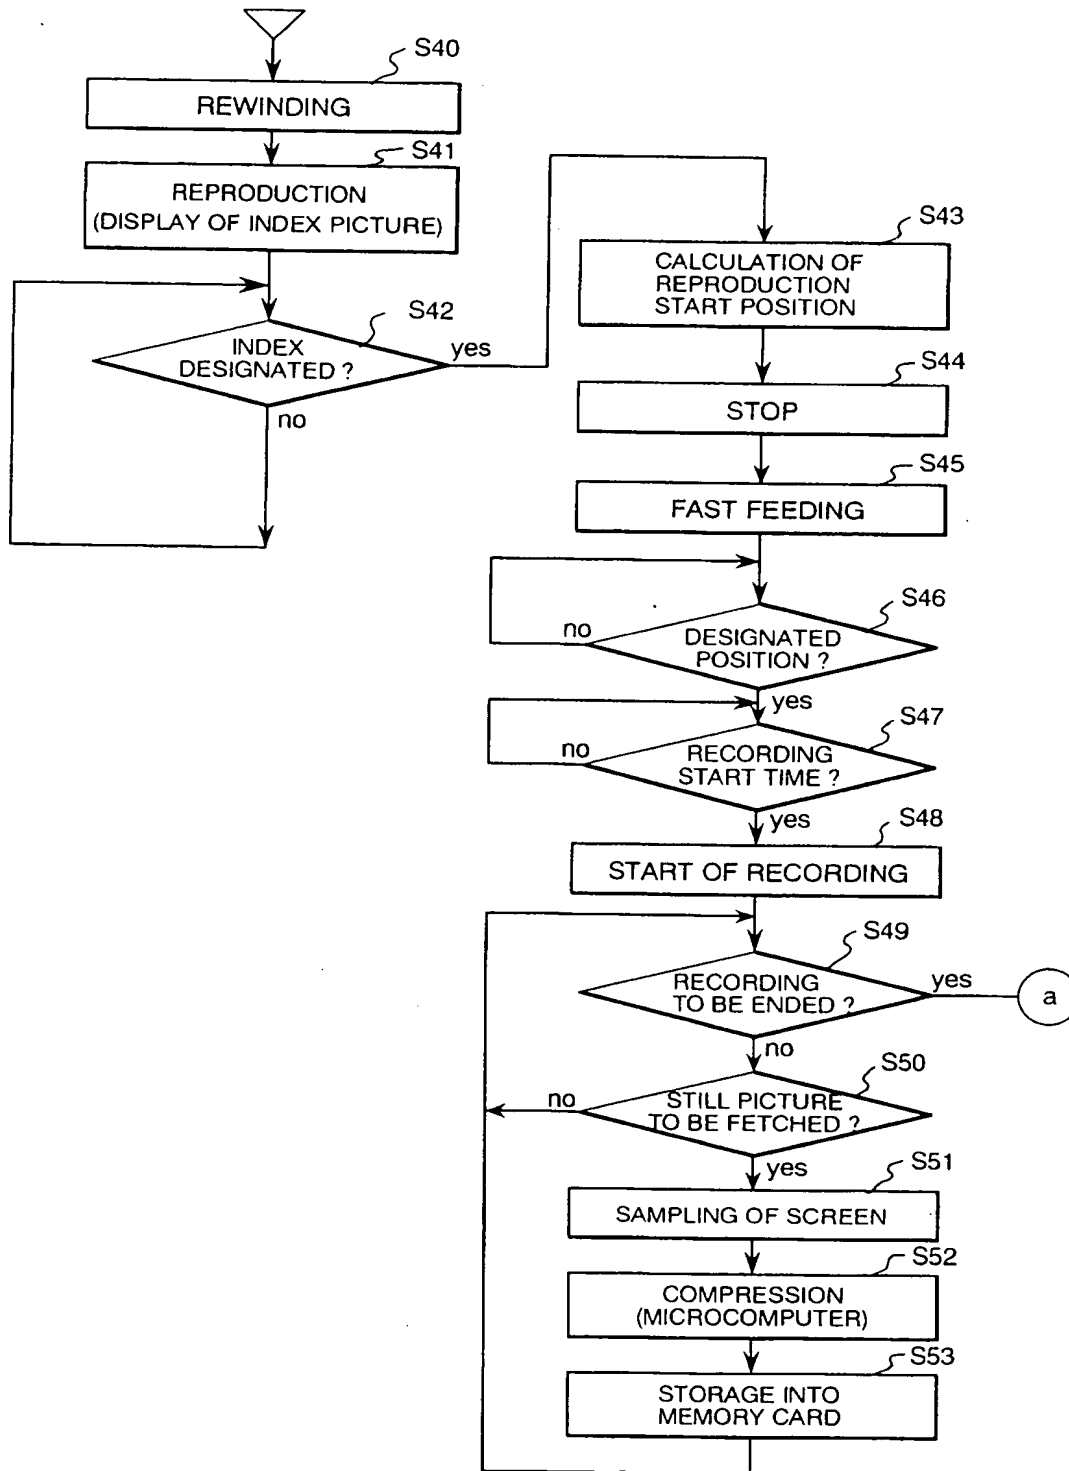 S40
REWINDING
S41
REPRODUCTION
(DISPLAY OF INDEX PICTURE)
S42
INDEX
DESIGNATED ?
yes
no
S43
CALCULATION OF
REPRODUCTION
START POSITION
S44
STOP
S45
FAST FEEDING
S46
DESIGNATED
POSITION ?
no
yes
S47
RECORDING
START TIME ?
no
yes
S48
START OF RECORDING
S49
RECORDING
TO BE ENDED ?
yes
a
no
S50
STILL PICTURE
TO BE FETCHED ?
no
yes
S51
SAMPLING OF SCREEN
S52
COMPRESSION
(MICROCOMPUTER)
S53
STORAGE INTO
MEMORY CARD